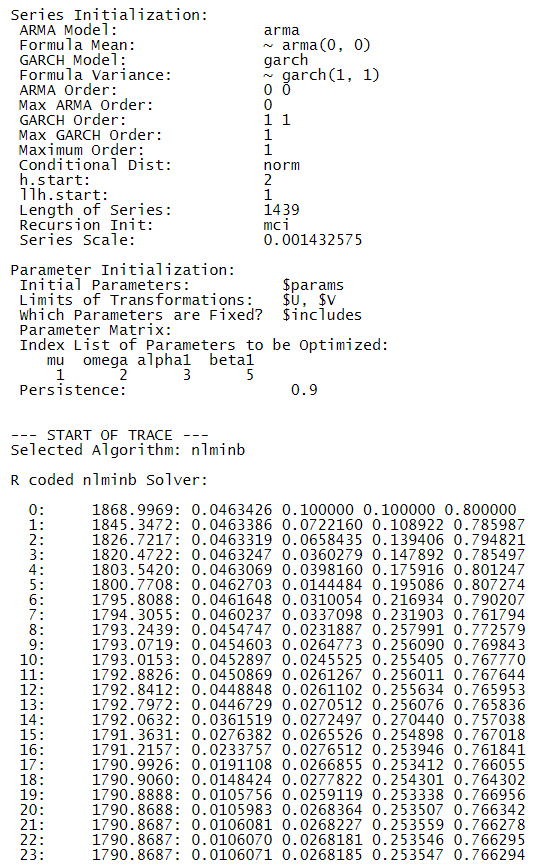 Series Initialization:
 ARMA Model:                arma
 Formula Mean:              ~ arma(0, 0)
 GARCH Model:               garch
 Formula Variance:          ~ garch(1, 1)
 ARMA Order:                0 0
 Max ARMA Order:            0
 GARCH Order:               1 1
 Max GARCH Order:           1
 Maximum Order:             1
 Conditional Dist:          norm
 h.start:                   2
 llh.start:                 1
 Length of Series:          1439
 Recursion Init:            mci
 Series Scale:              0.001432575

Parameter Initialization:
 Initial Parameters:          $params
 Limits of Transformations:   $U, $V
 Which Parameters are Fixed?  $includes
 Parameter Matrix:
 Index List of Parameters to be Optimized:
    mu  omega alpha1  beta1
     1      2      3      5
 Persistence:                  0.9

--- START OF TRACE ---
Selected Algorithm: nlminb

R coded nlminb Solver:

  0:     1868.9969: 0.0463426 0.100000 0.100000 0.800000
  1:     1845.3472: 0.0463386 0.0722160 0.108922 0.785987
  2:     1826.7217: 0.0463319 0.0658435 0.139406 0.794821
  3:     1820.4722: 0.0463247 0.0360279 0.147892 0.785497
  4:     1803.5420: 0.0463069 0.0398160 0.175916 0.801247
  5:     1800.7708: 0.0462703 0.0144484 0.195086 0.807274
  6:     1795.8088: 0.0461648 0.0310054 0.216934 0.790207
  7:     1794.3055: 0.0460237 0.0337098 0.231903 0.761794
  8:     1793.2439: 0.0454747 0.0231887 0.257991 0.772579
  9:     1793.0719: 0.0454603 0.0264773 0.256090 0.769843
 10:     1793.0153: 0.0452897 0.0245525 0.255405 0.767770
 11:     1792.8826: 0.0450869 0.0261267 0.256011 0.767644
 12:     1792.8412: 0.0448848 0.0261102 0.255634 0.765953
 13:     1792.7972: 0.0446729 0.0270512 0.256076 0.765836
 14:     1792.0632: 0.0361519 0.0272497 0.270440 0.757038
 15:     1791.3631: 0.0276382 0.0265526 0.254898 0.767018
 16:     1791.2157: 0.0233757 0.0276512 0.253946 0.761841
 17:     1790.9926: 0.0191108 0.0266855 0.253412 0.766055
 18:     1790.9060: 0.0148424 0.0277822 0.254301 0.764302
 19:     1790.8888: 0.0105756 0.0259119 0.253338 0.766956
 20:     1790.8688: 0.0105983 0.0268364 0.253507 0.766342
 21:     1790.8687: 0.0106081 0.0268227 0.253559 0.766278
 22:     1790.8687: 0.0106070 0.0268181 0.253546 0.766295
 23:     1790.8687: 0.0106071 0.0268185 0.253547 0.766294